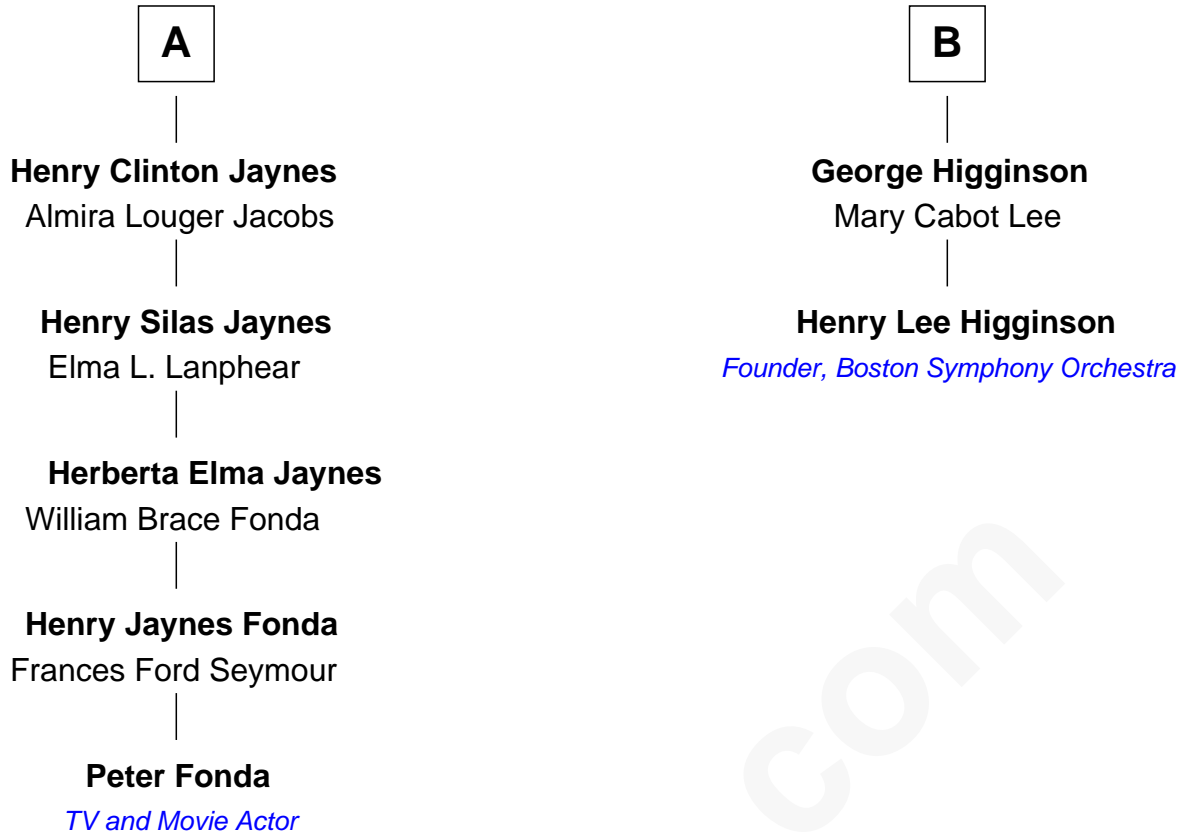 A
Henry Clinton Jaynes
Almira Louger Jacobs
Henry Silas Jaynes
Elma L. Lanphear
Herberta Elma Jaynes
William Brace Fonda
Henry Jaynes Fonda
Frances Ford Seymour
Peter Fonda
TV and Movie Actor
B
George Higginson
Mary Cabot Lee
Henry Lee Higginson
Founder, Boston Symphony Orchestra
com